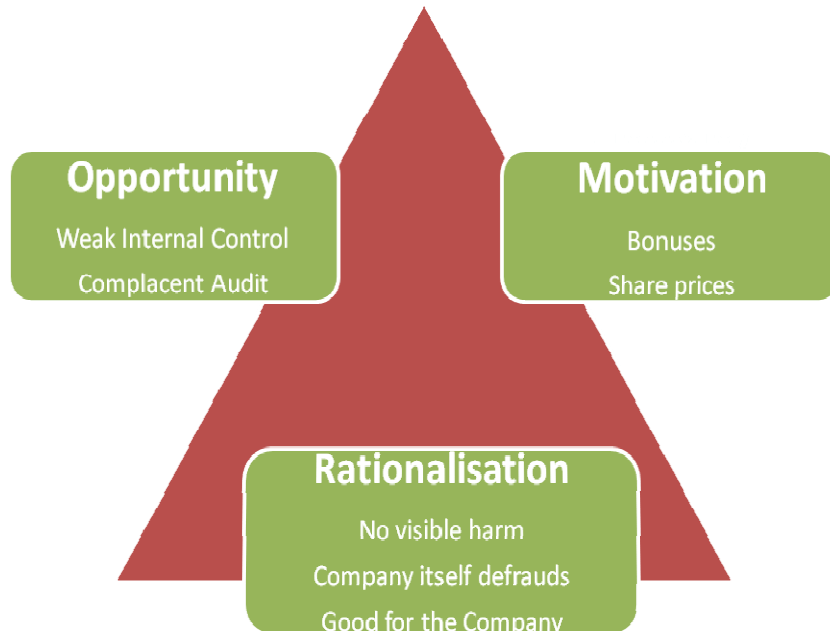 Opportunity
Weak Internal Control
Complacent Audit
Motivation
Bonuses
Share prices
Rationalisation
No visible harm
Company itself defrauds
Good for the Company